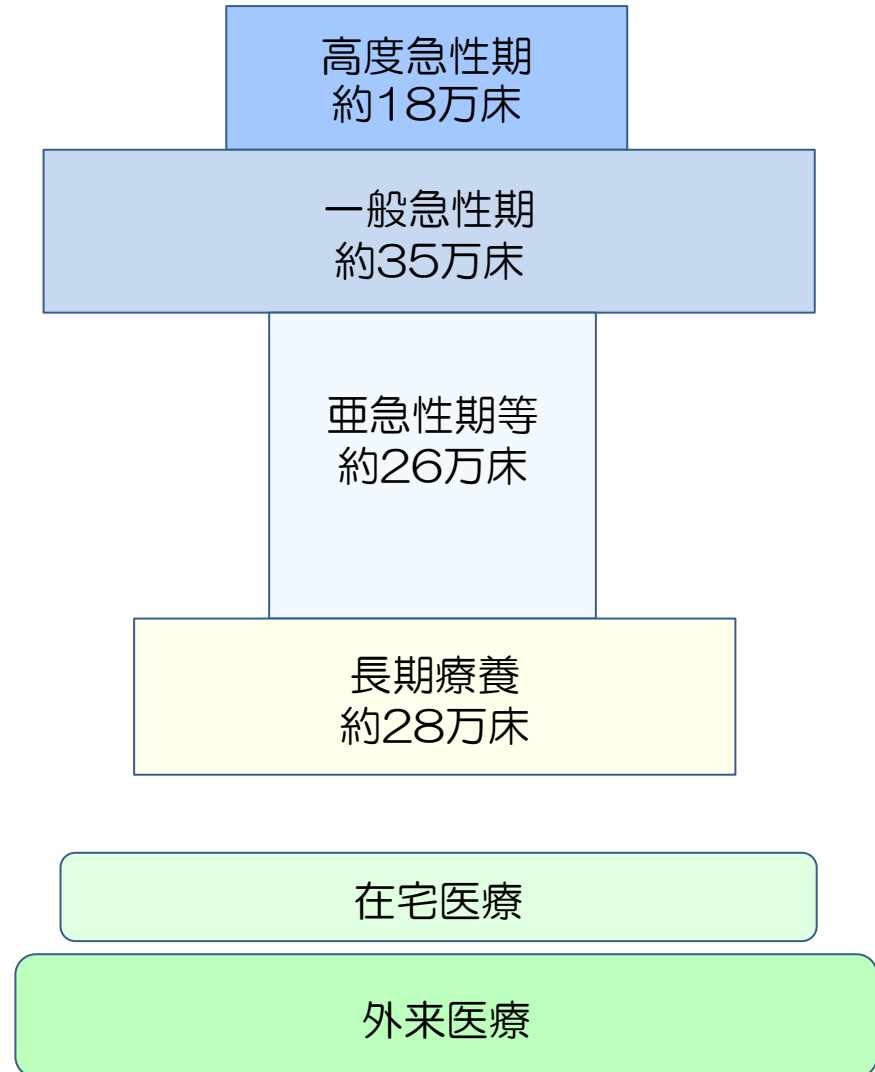 高度急性期
約18万床
一般急性期
約35万床
亜急性期等
約26万床
長期療養
約28万床
在宅医療
外来医療